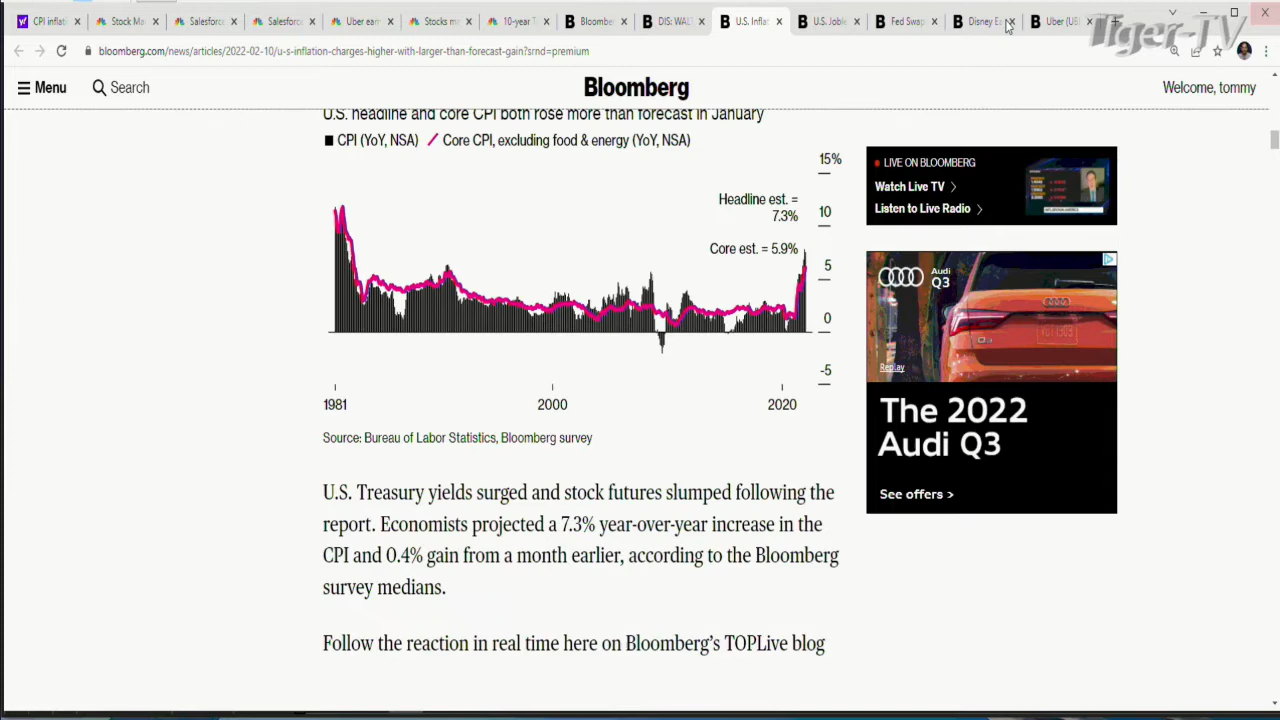 CPI infla
Stock Ma
Salesforce
Salesforc
Uber ear
Stocks m
10-year T
Bloombe
DIS: WAL
U.S. Infla
U.S. Joble
Fed Swap
Disney E
Uber (UB
Tiger-TV
bloomberg.com/news/articles/2022-02-10/u-s-inflation-charges-higher-with-larger-than-forecast-gain?srnd=premium
Menu
Search
Bloomberg
Welcome, tommy
U.S. headline and core CPI both rose more than forecast in January
CPI (YoY, NSA) Core CPI, excluding food & energy (YoY, NSA)
15%
Headline est. =
7.3%
10
Core est. = 5.9%
5
0
-5
1981
2000
2020
Source: Bureau of Labor Statistics, Bloomberg survey
U.S. Treasury yields surged and stock futures slumped following the
report. Economists projected a 7.3% year-over-year increase in the
CPI and 0.4% gain from a month earlier, according to the Bloomberg
survey medians.
Follow the reaction in real time here on Bloomberg's TOPLive blog
LIVE ON BLOOMBERG
Watch Live TV >
Listen to Live Radio >
Audi
Q3
Replay
The 2022
Audi Q3
See offers >